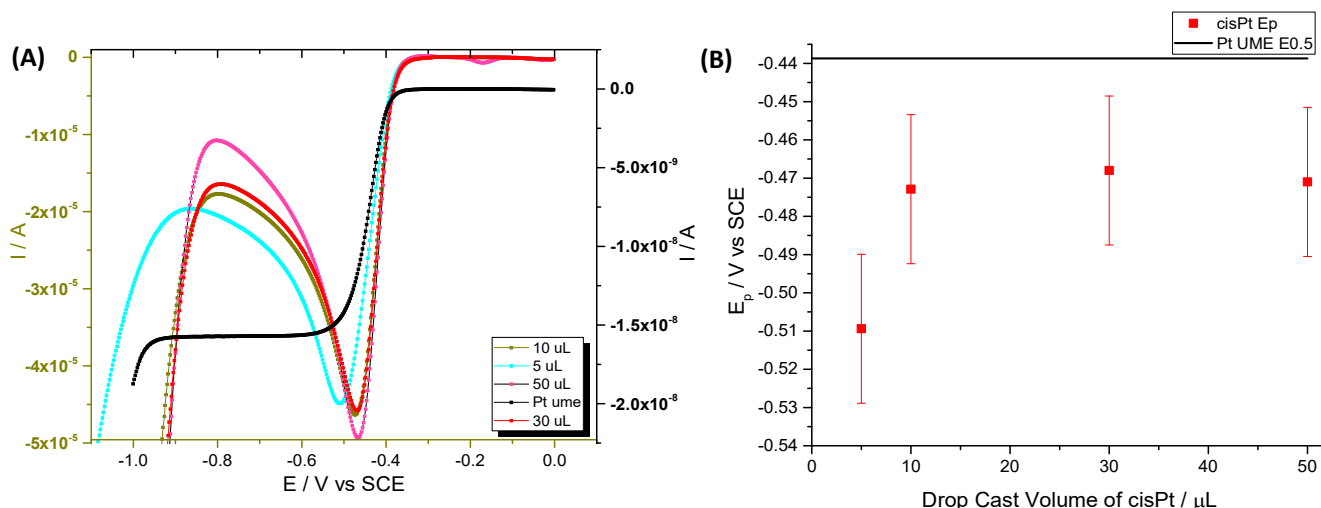 (A)
0
-1x10⁻⁵
-2x10⁻⁵
-3x10⁻⁵
-4x10⁻⁵
-5x10⁻⁵
I / A
0.0
-5.0x10⁻⁹
-1.0x10⁻⁸
-1.5x10⁻⁸
-2.0x10⁻⁸
I / A
10 uL
5 uL
50 uL
Pt ume
30 uL
-1.0 -0.8 -0.6 -0.4 -0.2 0.0
E / V vs SCE
(B)
cisPt Ep
Pt UME E0.5
-0.44
-0.45
-0.46
-0.47
-0.48
-0.49
-0.50
-0.51
-0.52
-0.53
-0.54
Eₚ / V vs SCE
0 10 20 30 40 50
Drop Cast Volume of cisPt / μL